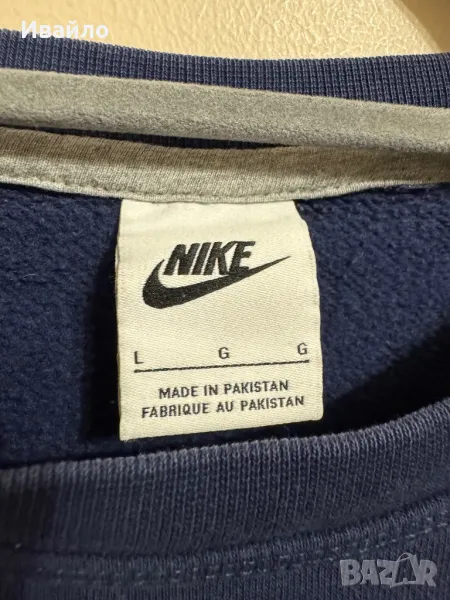 Ивайло
NIKE
L G G
MADE IN PAKISTAN
FABRIQUE AU PAKISTAN
BAZAR